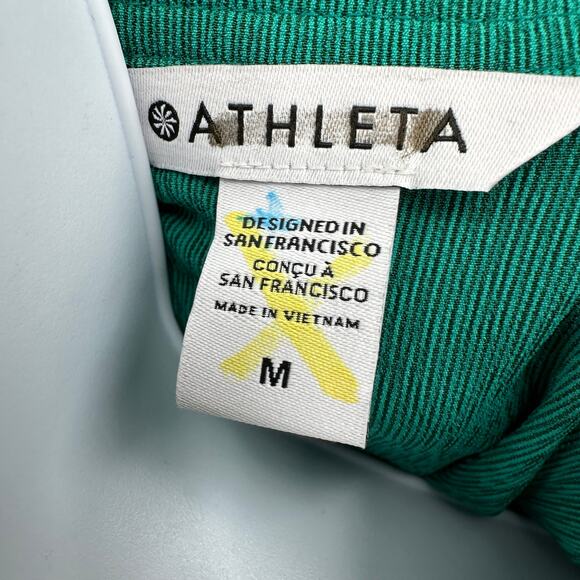 ATHLETA
DESIGNED IN
SAN FRANCISCO
CONÇU À
SAN FRANCISCO
MADE IN VIETNAM
M